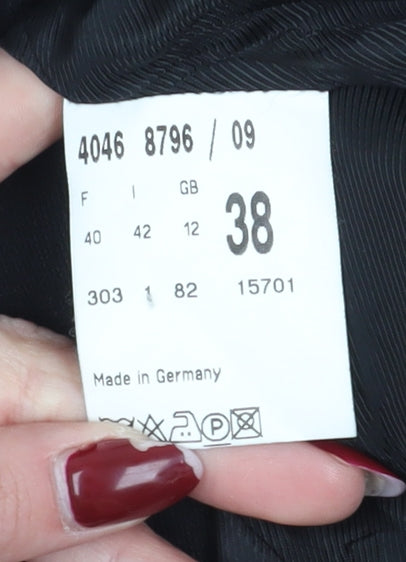 4046 8796 / 09
F I GB
40 42 12 38
303 1 82 15701
Made in Germany
P